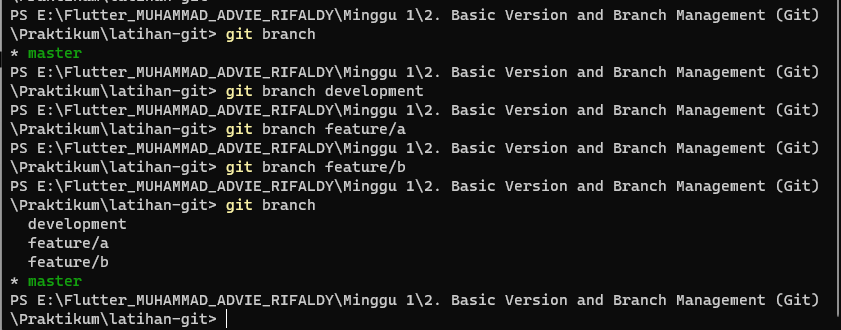 PS E:\Flutter_MUHAMMAD_ADVIE_RIFALDY\Minggu 1\2. Basic Version and Branch Management (Git)
\Praktikum\latihan-git> git branch
* master
PS E:\Flutter_MUHAMMAD_ADVIE_RIFALDY\Minggu 1\2. Basic Version and Branch Management (Git)
\Praktikum\latihan-git> git branch development
PS E:\Flutter_MUHAMMAD_ADVIE_RIFALDY\Minggu 1\2. Basic Version and Branch Management (Git)
\Praktikum\latihan-git> git branch feature/a
PS E:\Flutter_MUHAMMAD_ADVIE_RIFALDY\Minggu 1\2. Basic Version and Branch Management (Git)
\Praktikum\latihan-git> git branch feature/b
PS E:\Flutter_MUHAMMAD_ADVIE_RIFALDY\Minggu 1\2. Basic Version and Branch Management (Git)
\Praktikum\latihan-git> git branch
  development
  feature/a
  feature/b
* master
PS E:\Flutter_MUHAMMAD_ADVIE_RIFALDY\Minggu 1\2. Basic Version and Branch Management (Git)
\Praktikum\latihan-git>